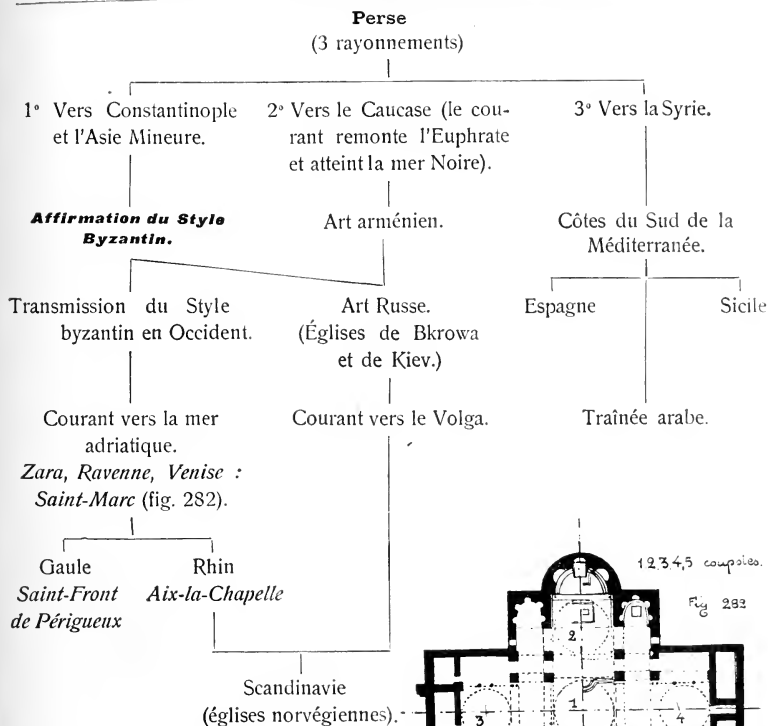 Perse
(3 rayonnements)
1° Vers Constantinople
et l'Asie Mineure.
2° Vers le Caucase (le cou-
rant remonte l'Euphrate
et atteint la mer Noire).
3° Vers la Syrie.
Affirmation du Style
Byzantin.
Art arménien.
Côtes du Sud de la
Méditerranée.
Transmission du Style
byzantin en Occident.
Art Russe.
(Églises de Bkrowa
et de Kiev.)
Espagne
Sicile
Courant vers la mer
adriatique.
Zara, Ravenne, Venise :
Saint-Marc (fig. 282).
Courant vers le Volga.
Traînée arabe.
Gaule
Saint-Front
de Périgueux
Rhin
Aix-la-Chapelle
Scandinavie
(églises norvégiennes).
1 2 3 4, 5 coupoles.
Fig 282
2
1
3
4